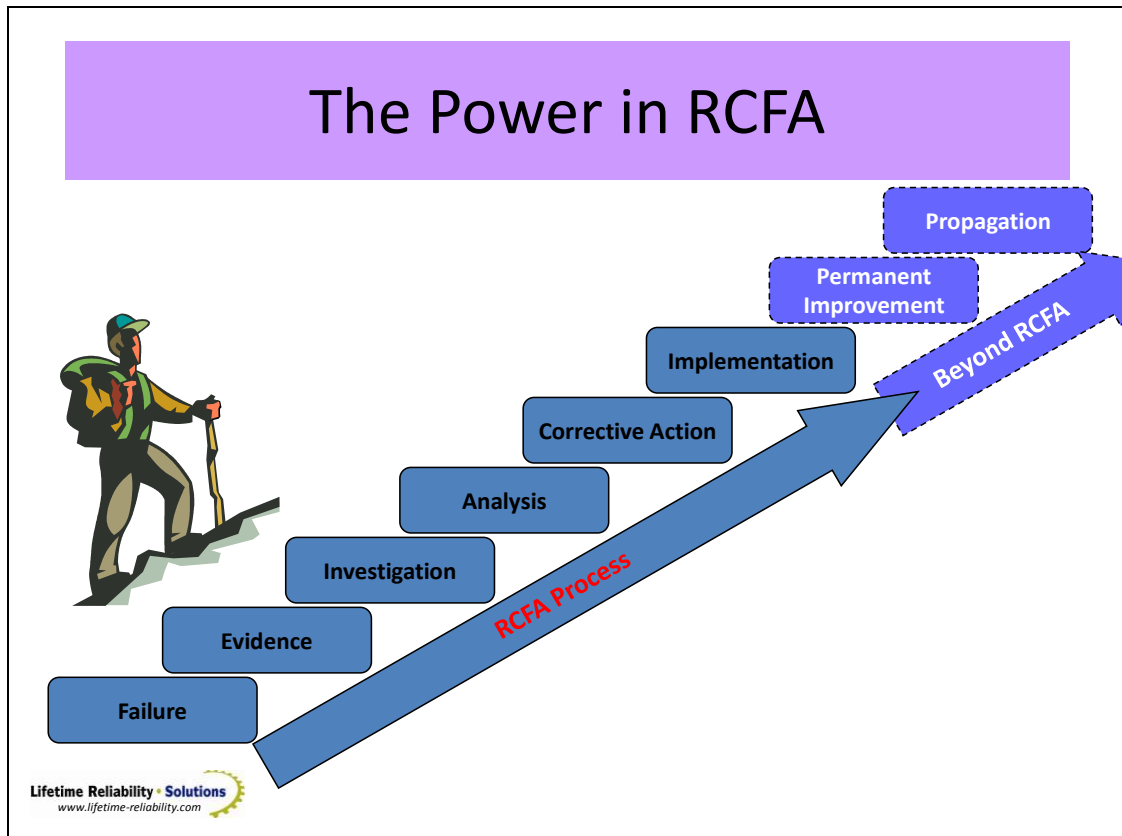 The Power in RCFA
Propagation
Permanent
Improvement
Beyond RCFA
Implementation
Corrective Action
Analysis
Investigation
RCFA Process
Evidence
Failure
Lifetime Reliability • Solutions
www.lifetime-reliability.com